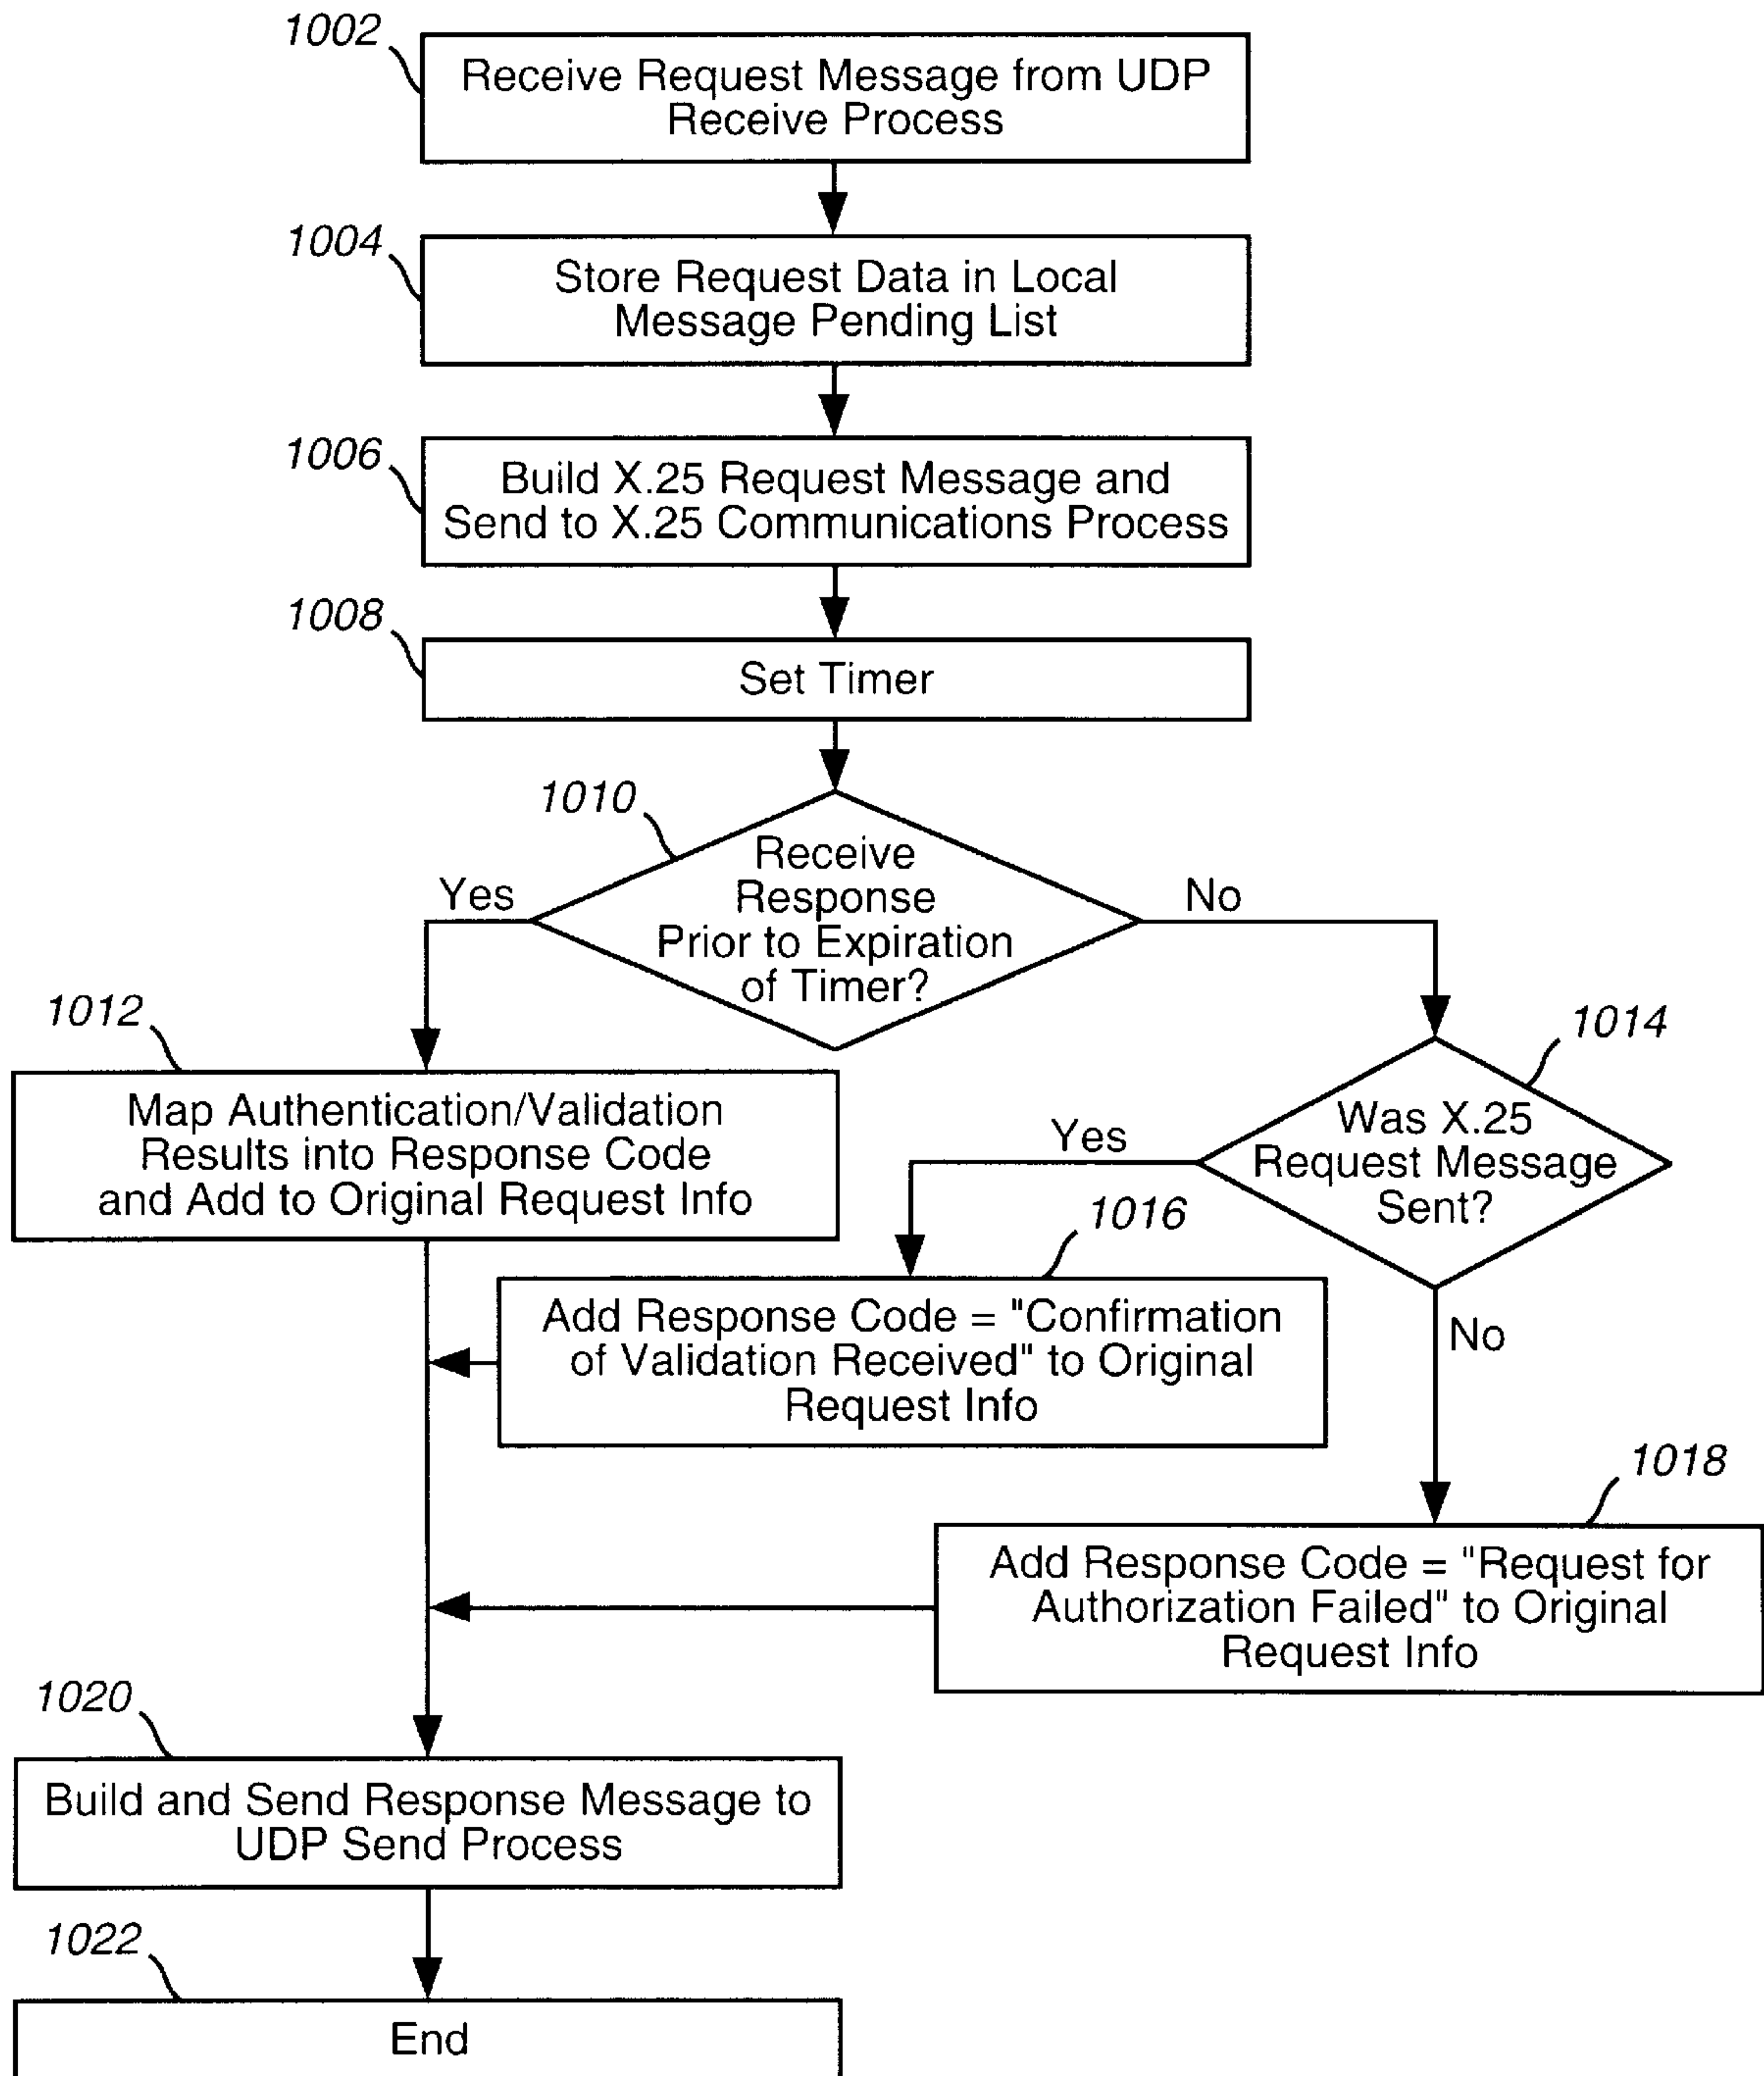 1002
Receive Request Message from UDP
Receive Process
1004
Store Request Data in Local
Message Pending List
1006
Build X.25 Request Message and
Send to X.25 Communications Process
1008
Set Timer
1010
Receive
Response
Prior to Expiration
of Timer?
Yes
No
1012
Map Authentication/Validation
Results into Response Code
and Add to Original Request Info
1014
Was X.25
Request Message
Sent?
Yes
No
1016
Add Response Code = "Confirmation
of Validation Received" to Original
Request Info
1018
Add Response Code = "Request for
Authorization Failed" to Original
Request Info
1020
Build and Send Response Message to
UDP Send Process
1022
End